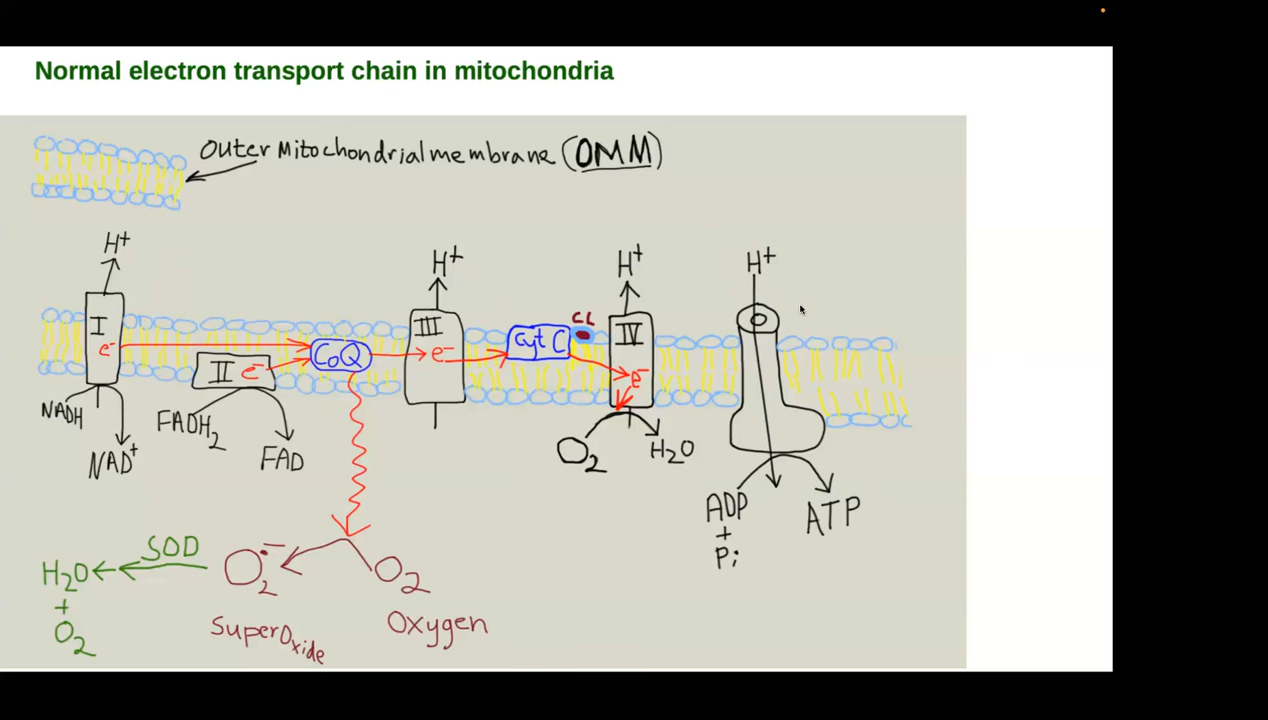 Normal electron transport chain in mitochondria
Outer Mitochondrial membrane (OMM)
H+
H+
H+
H+
I
e-
II
e-
CoQ
III
e-
Cyt C
CL
IV
e-
NADH
NAD+
FADH2
FAD
O2
H2O
ADP
+
Pi
ATP
SOD
H2O
+
O2
O2•-
SuperOxide
O2
Oxygen